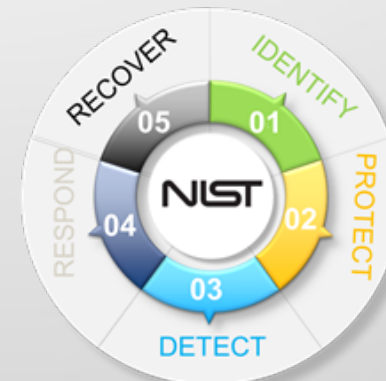 IDENTIFY
01
PROTECT
02
DETECT
03
RESPOND
04
RECOVER
05
NIST